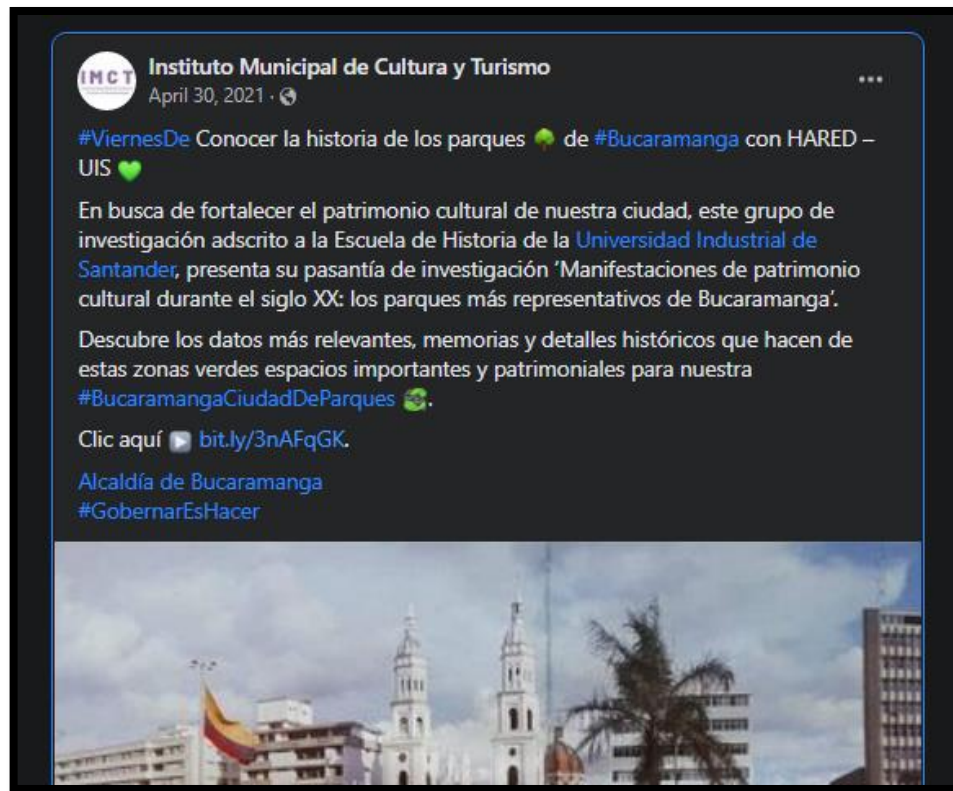 IMCT
Instituto Municipal de Cultura y Turismo
April 30, 2021 ·
#ViernesDe Conocer la historia de los parques 🌳 de #Bucaramanga con HARED –
UIS 💚
En busca de fortalecer el patrimonio cultural de nuestra ciudad, este grupo de
investigación adscrito a la Escuela de Historia de la Universidad Industrial de
Santander, presenta su pasantía de investigación ‘Manifestaciones de patrimonio
cultural durante el siglo XX: los parques más representativos de Bucaramanga’.
Descubre los datos más relevantes, memorias y detalles históricos que hacen de
estas zonas verdes espacios importantes y patrimoniales para nuestra
#BucaramangaCiudadDeParques.
Clic aquí ▶ bit.ly/3nAFqGK.
Alcaldía de Bucaramanga
#GobernarEsHacer